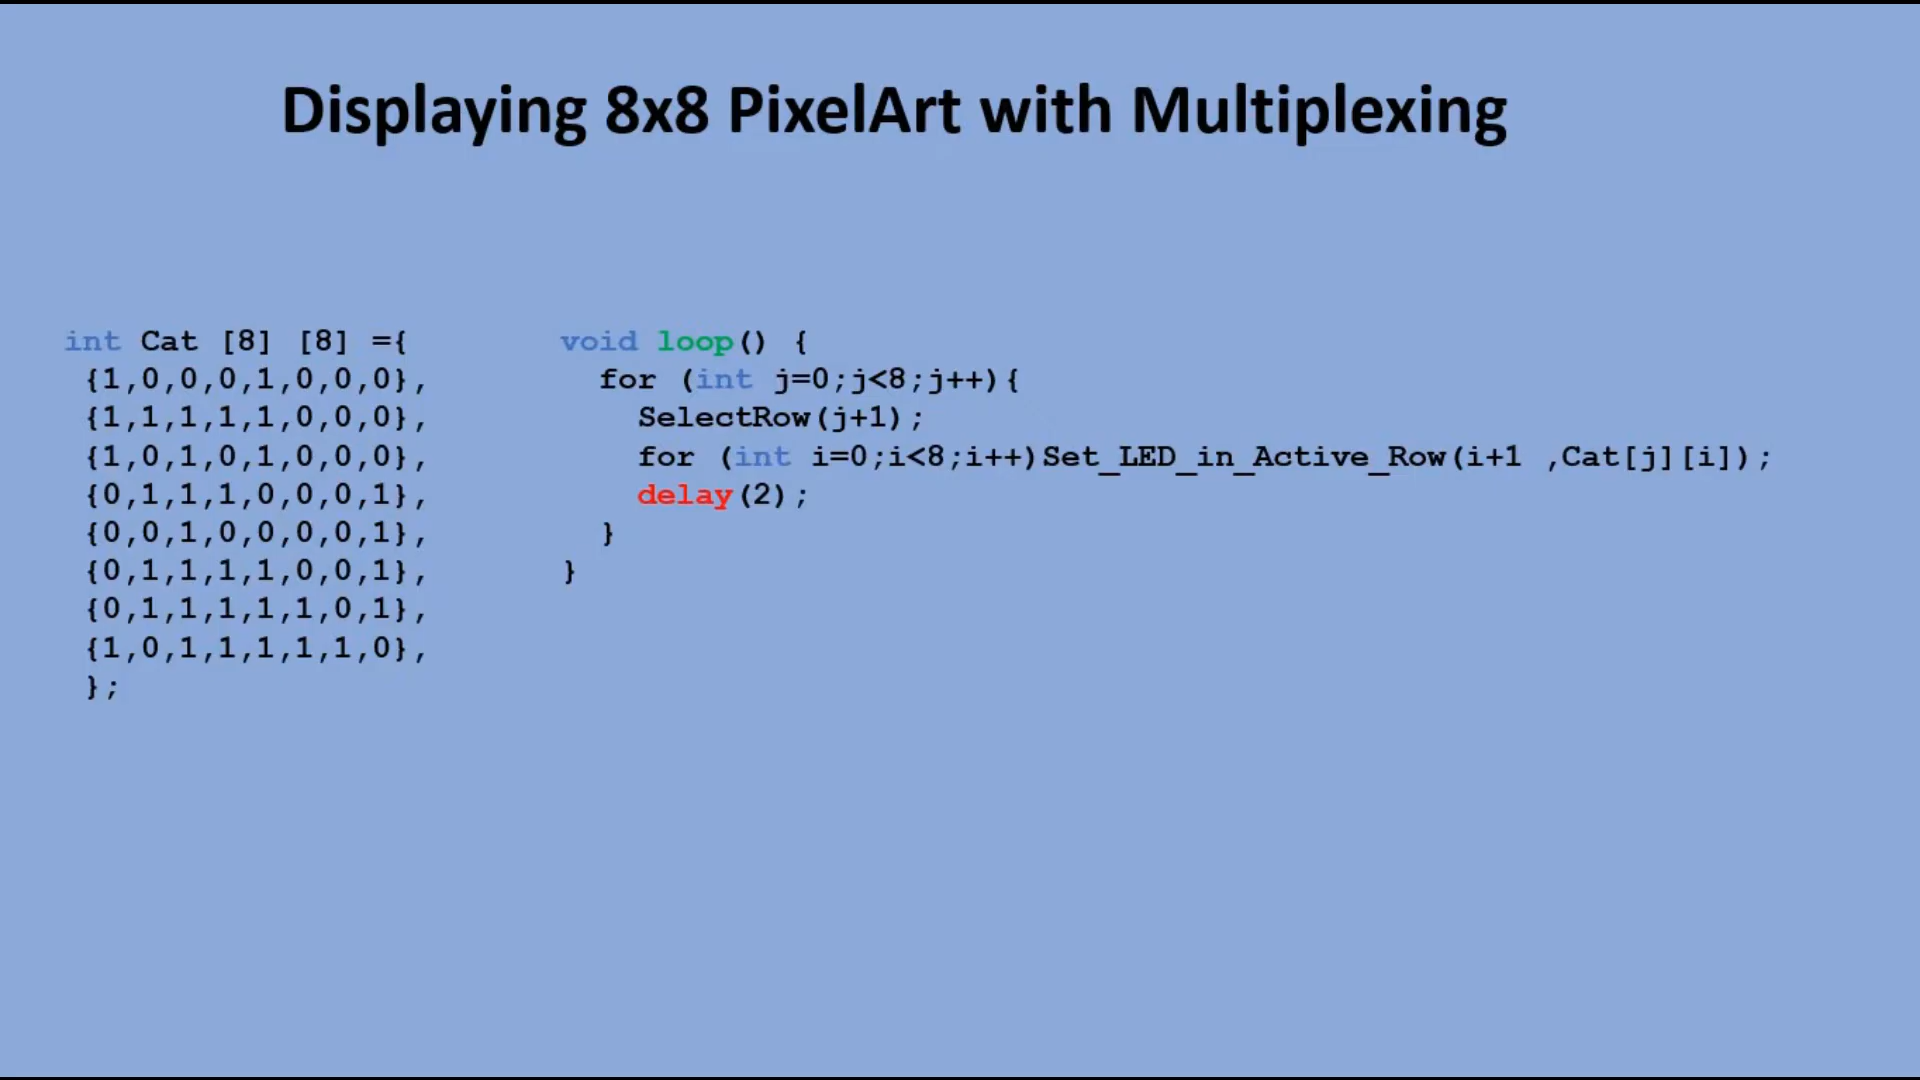 Displaying 8x8 PixelArt with Multiplexing
int Cat [8] [8] ={
{1,0,0,0,1,0,0,0},
{1,1,1,1,1,0,0,0},
{1,0,1,0,1,0,0,0},
{0,1,1,1,0,0,0,1},
{0,0,1,0,0,0,0,1},
{0,1,1,1,1,0,0,1},
{0,1,1,1,1,1,0,1},
{1,0,1,1,1,1,1,0},
};
void loop() {
for (int j=0;j<8;j++){
SelectRow(j+1);
for (int i=0;i<8;i++)Set_LED_in_Active_Row(i+1 ,Cat[j][i]);
delay(2);
}
}